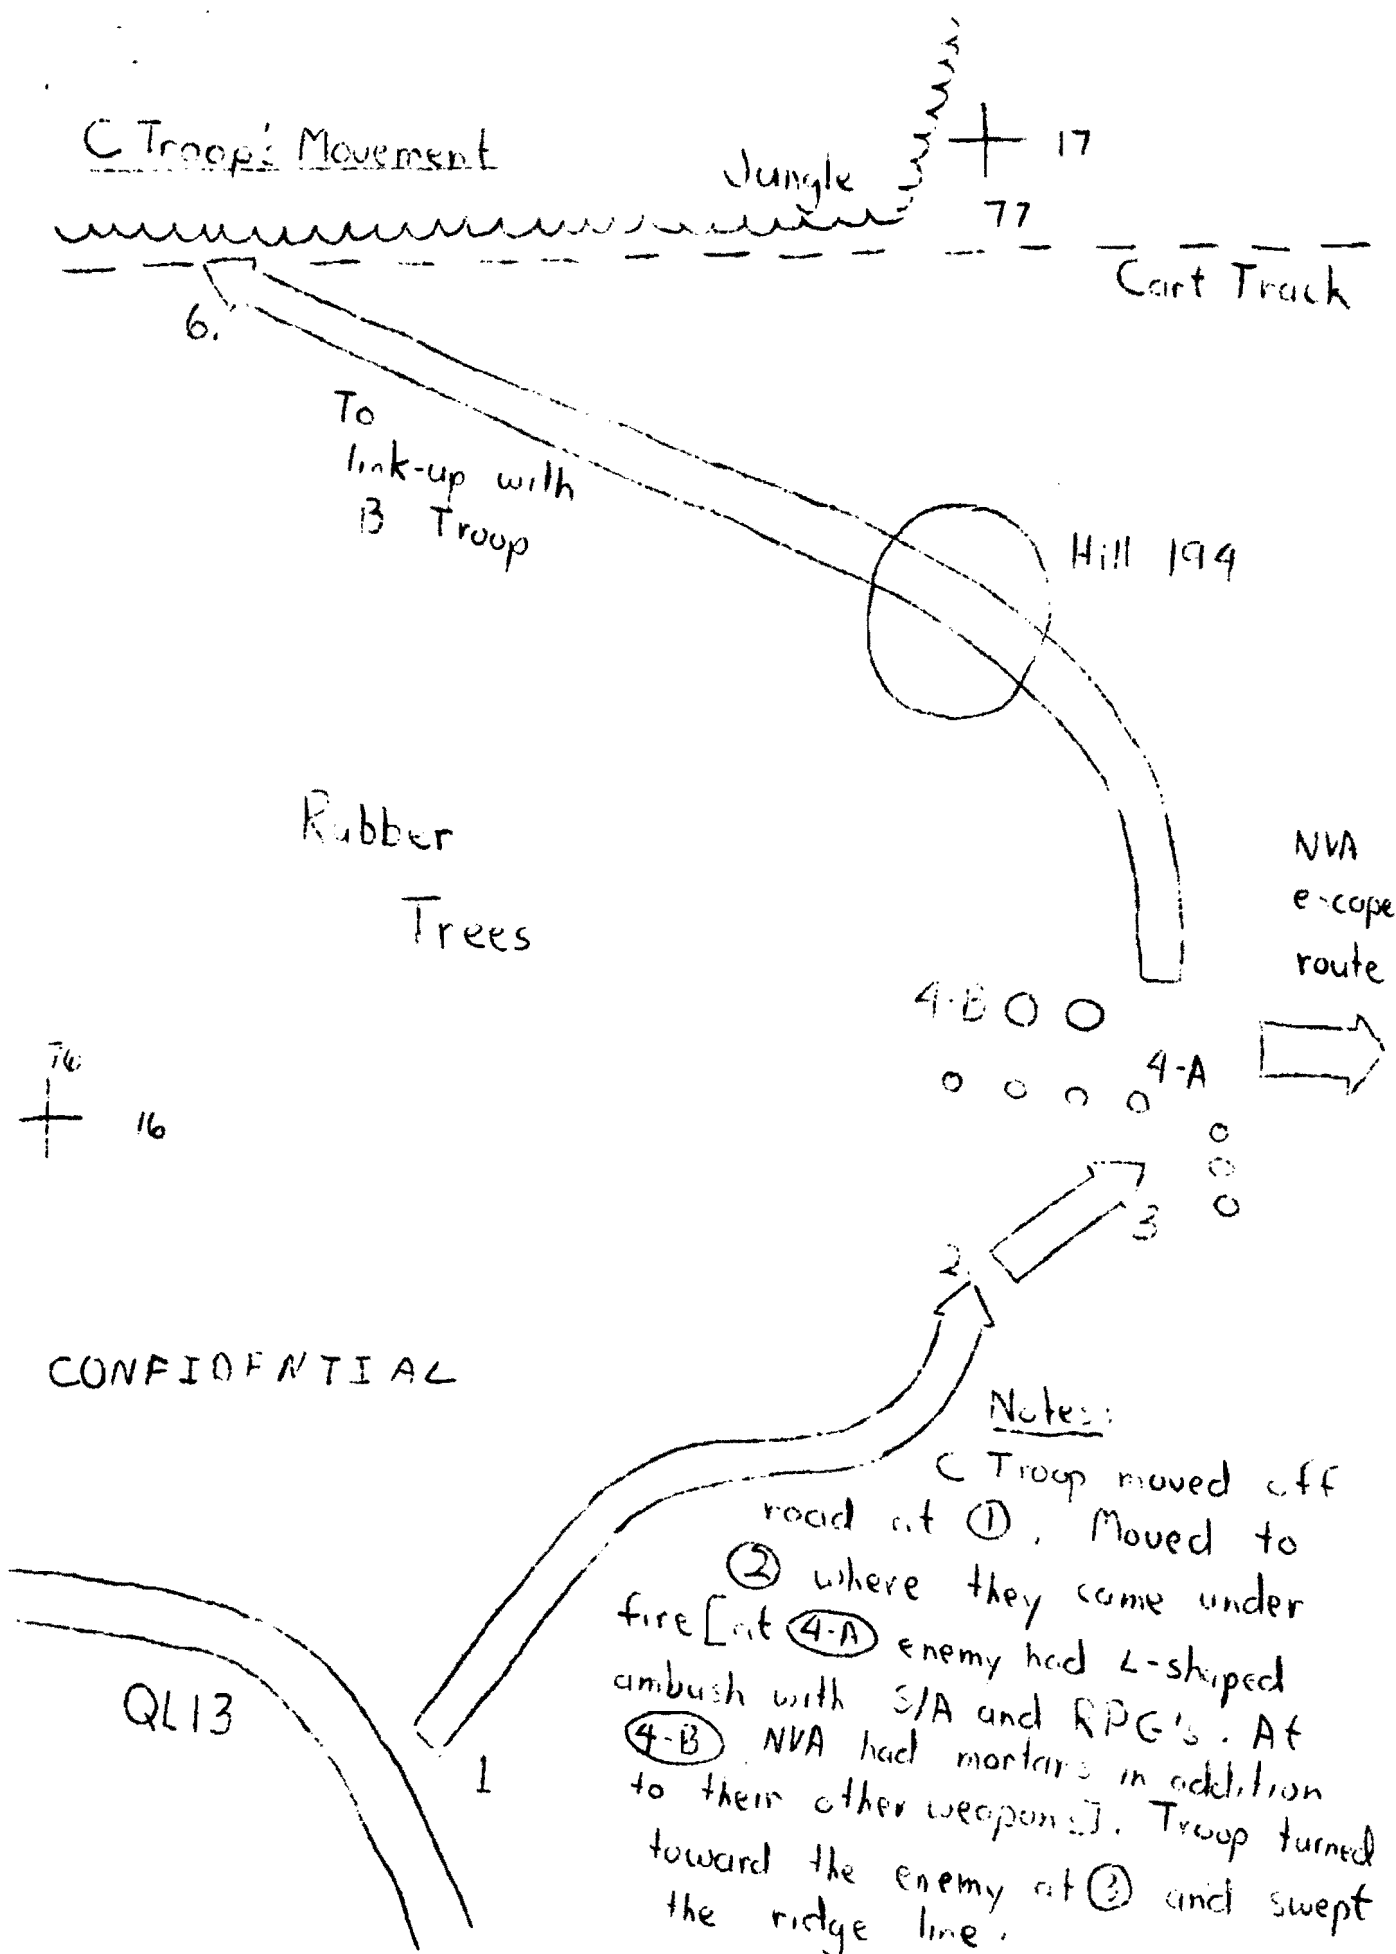 C Troop's Movement
Jungle
17
77
Cart Track
6.
To
link-up with
B Troop
Hill 194
Rubber
Trees
NVA
escape
route
4-B
4-A
76
16
3
2.
CONFIDENTIAL
Notes:
C Troop moved off
road at ①. Moved to
② where they came under
fire [at 4-A enemy had L-shaped
ambush with S/A and RPG's. At
4-B NVA had mortars in addition
to their other weapons]. Troop turned
toward the enemy at ③ and swept
the ridge line.
QL13
1